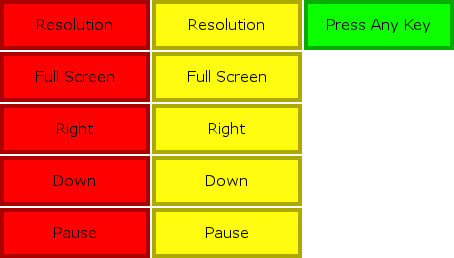 Resolution Resolution Press Any Key
Full Screen Full Screen
Right Right
Down Down
Pause Pause